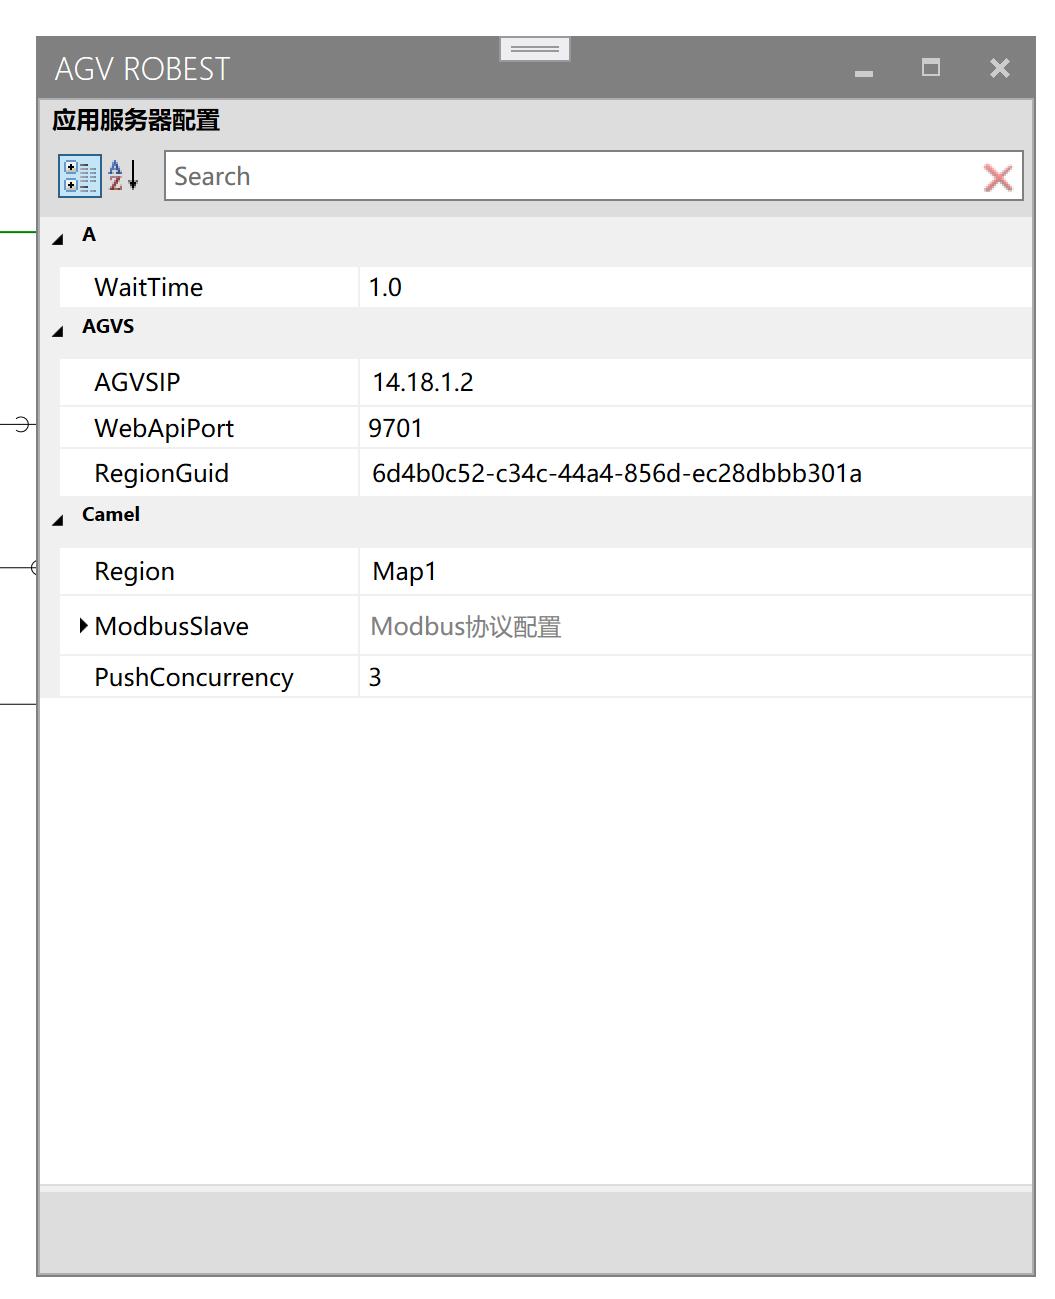 AGV ROBEST
应用服务器配置
A
Z
Search
A
WaitTime 1.0
AGVS
AGVSIP 14.18.1.2
WebApiPort 9701
RegionGuid 6d4b0c52-c34c-44a4-856d-ec28dbbb301a
Camel
Region Map1
ModbusSlave Modbus协议配置
PushConcurrency 3